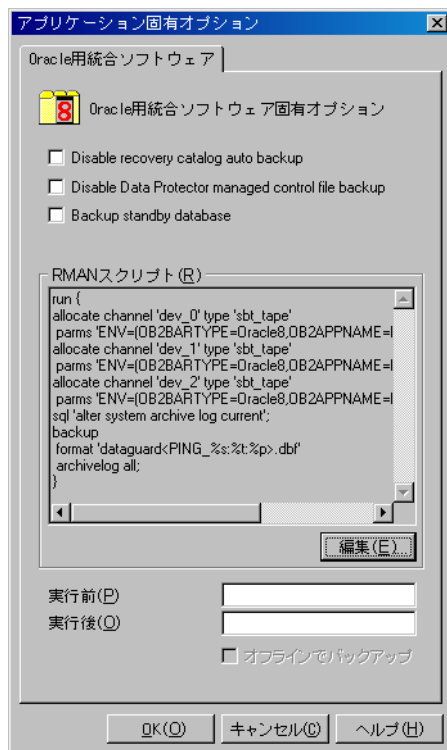 アプリケーション固有オプション
Oracle用統合ソフトウェア
8
Oracle用統合ソフトウェア固有オプション
Disable recovery catalog auto backup
Disable Data Protector managed control file backup
Backup standby database
RMANスクリプト(R)
run {
allocate channel 'dev_0' type 'sbt_tape'
parms 'ENV=(OB2BARTYPE=Oracle8,OB2APPNAME=
allocate channel 'dev_1' type 'sbt_tape'
parms 'ENV=(OB2BARTYPE=Oracle8,OB2APPNAME=
allocate channel 'dev_2' type 'sbt_tape'
parms 'ENV=(OB2BARTYPE=Oracle8,OB2APPNAME=
sql 'alter system archive log current';
backup
format 'dataguard<PING_%s:%t:%p>.dbf'
archivelog all;
}
編集(E)...
実行前(P)
実行後(O)
オフラインでバックアップ
OK(O)
キャンセル(C)
ヘルプ(H)